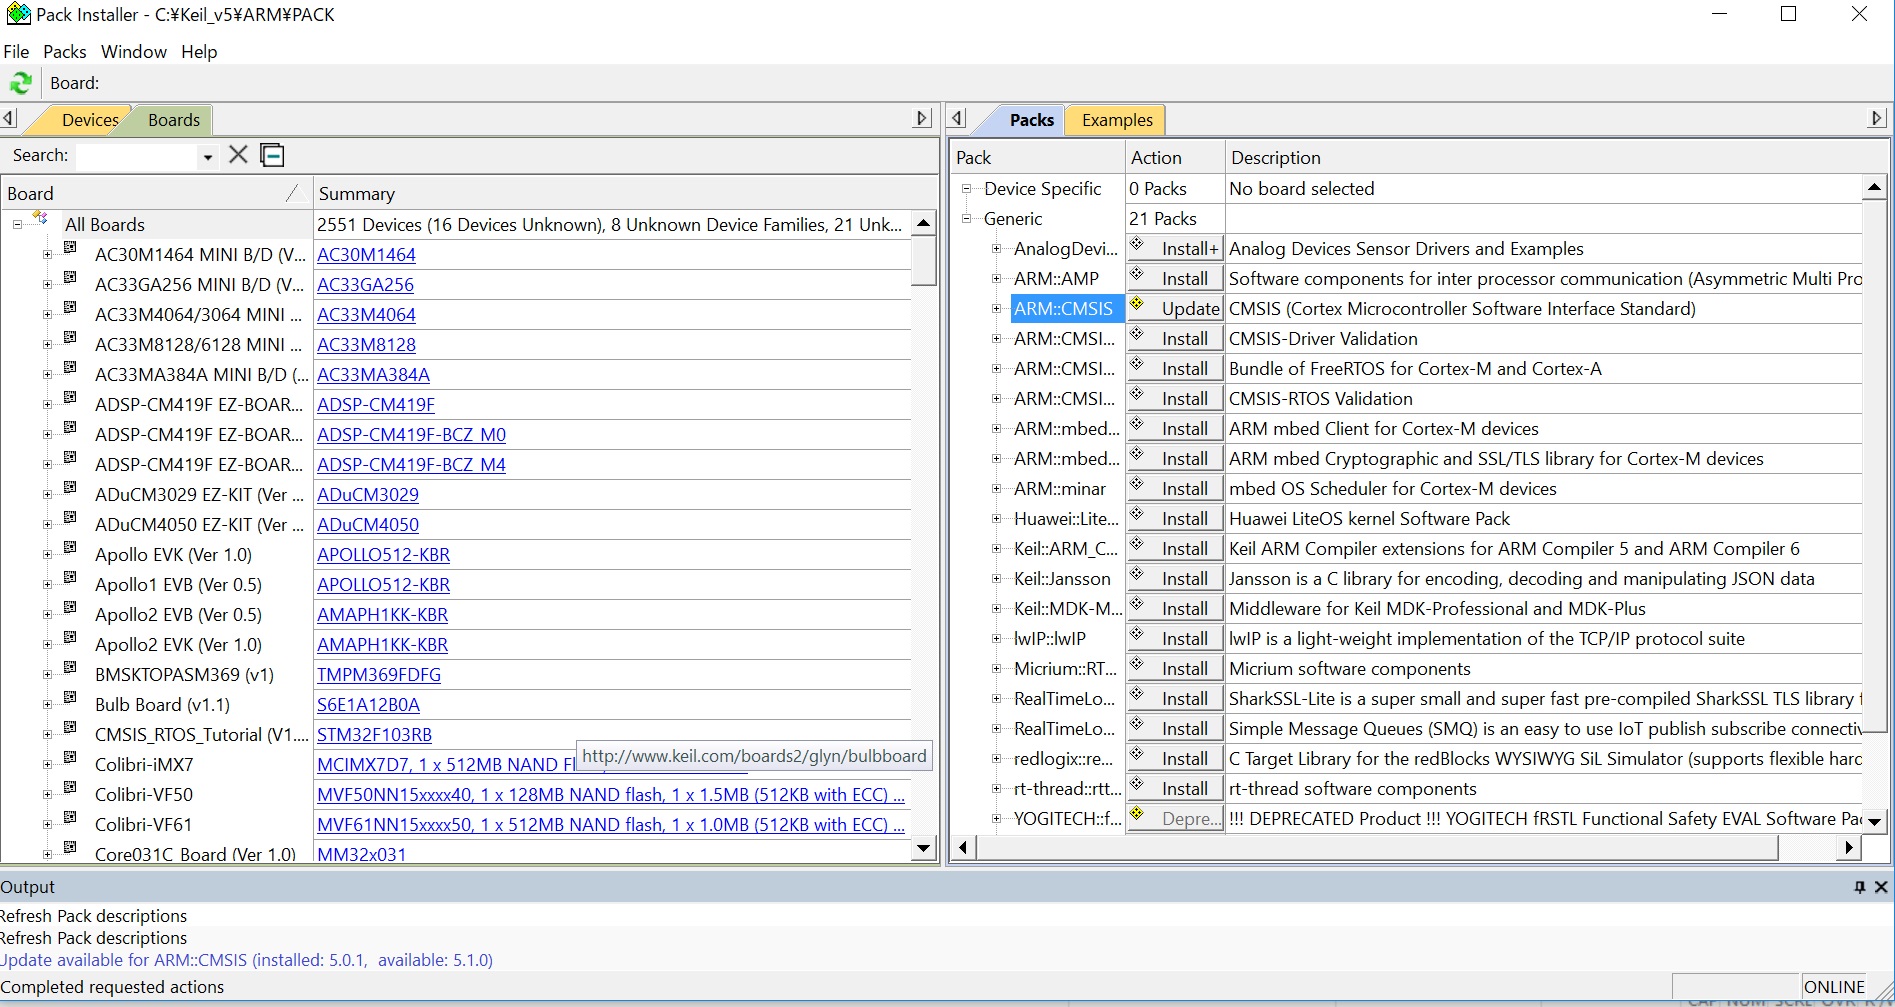 Pack Installer - C:¥Keil_v5¥ARM¥PACK
File Packs Window Help
Board:
Devices Boards
Search:
Board Summary
All Boards 2551 Devices (16 Devices Unknown), 8 Unknown Device Families, 21 Unk...
AC30M1464 MINI B/D (V... AC30M1464
AC33GA256 MINI B/D (V... AC33GA256
AC33M4064/3064 MINI ... AC33M4064
AC33M8128/6128 MINI ... AC33M8128
AC33MA384A MINI B/D (... AC33MA384A
ADSP-CM419F EZ-BOAR... ADSP-CM419F
ADSP-CM419F EZ-BOAR... ADSP-CM419F-BCZ M0
ADSP-CM419F EZ-BOAR... ADSP-CM419F-BCZ M4
ADuCM3029 EZ-KIT (Ver ... ADuCM3029
ADuCM4050 EZ-KIT (Ver ... ADuCM4050
Apollo EVK (Ver 1.0) APOLLO512-KBR
Apollo1 EVB (Ver 0.5) APOLLO512-KBR
Apollo2 EVB (Ver 0.5) AMAPH1KK-KBR
Apollo2 EVK (Ver 1.0) AMAPH1KK-KBR
BMSKTOPASM369 (v1) TMPM369FDFG
Bulb Board (v1.1) S6E1A12B0A
CMSIS_RTOS_Tutorial (V1.... STM32F103RB
http://www.keil.com/boards2/glyn/bulbboard
Colibri-iMX7 MCIMX7D7, 1 x 512MB NAND
Colibri-VF50 MVF50NN15xxxx40, 1 x 128MB NAND flash, 1 x 1.5MB (512KB with ECC) ...
Colibri-VF61 MVF61NN15xxxx50, 1 x 512MB NAND flash, 1 x 1.0MB (512KB with ECC) ...
Core031C Board (Ver 1.0) MM32x031
Packs Examples
Pack Action Description
Device Specific 0 Packs No board selected
Generic 21 Packs
AnalogDevi... Install+ Analog Devices Sensor Drivers and Examples
ARM::AMP Install Software components for inter processor communication (Asymmetric Multi Pro
ARM::CMSIS Update CMSIS (Cortex Microcontroller Software Interface Standard)
ARM::CMSI... Install CMSIS-Driver Validation
ARM::CMSI... Install Bundle of FreeRTOS for Cortex-M and Cortex-A
ARM::CMSI... Install CMSIS-RTOS Validation
ARM::mbed... Install ARM mbed Client for Cortex-M devices
ARM::mbed... Install ARM mbed Cryptographic and SSL/TLS library for Cortex-M devices
ARM::minar Install mbed OS Scheduler for Cortex-M devices
Huawei::Lite... Install Huawei LiteOS kernel Software Pack
Keil::ARM_C... Install Keil ARM Compiler extensions for ARM Compiler 5 and ARM Compiler 6
Keil::Jansson Install Jansson is a C library for encoding, decoding and manipulating JSON data
Keil::MDK-M... Install Middleware for Keil MDK-Professional and MDK-Plus
lwIP::lwIP Install lwIP is a light-weight implementation of the TCP/IP protocol suite
Micrium::RT... Install Micrium software components
RealTimeLo... Install SharkSSL-Lite is a super small and super fast pre-compiled SharkSSL TLS library f
RealTimeLo... Install Simple Message Queues (SMQ) is an easy to use IoT publish subscribe connectiv
redlogix::re... Install C Target Library for the redBlocks WYSIWYG SiL Simulator (supports flexible hard
rt-thread::rtt... Install rt-thread software components
YOGITECH::f... Depre... !!! DEPRECATED Product !!! YOGITECH fRSTL Functional Safety EVAL Software Pac
Output
Refresh Pack descriptions
Refresh Pack descriptions
Update available for ARM::CMSIS (installed: 5.0.1, available: 5.1.0)
Completed requested actions ONLINE